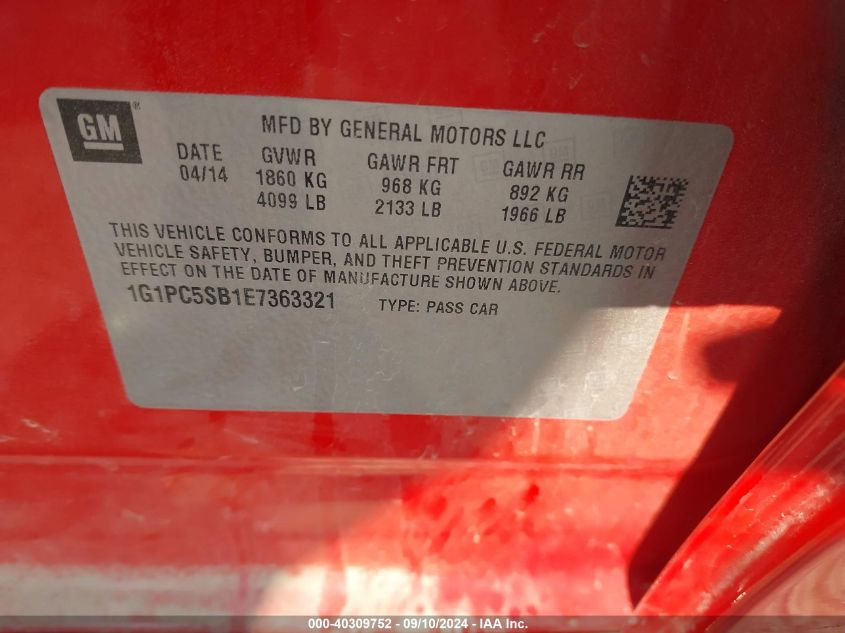 GM ®
MFD BY GENERAL MOTORS LLC
DATE GVWR GAWR FRT GAWR RR
04/14 1860 KG 968 KG 892 KG
4099 LB 2133 LB 1966 LB
THIS VEHICLE CONFORMS TO ALL APPLICABLE U.S. FEDERAL MOTOR
VEHICLE SAFETY, BUMPER, AND THEFT PREVENTION STANDARDS IN
EFFECT ON THE DATE OF MANUFACTURE SHOWN ABOVE.
1G1PC5SB1E7363321 TYPE: PASS CAR
000-40309752 - 09/10/2024 - IAA Inc.